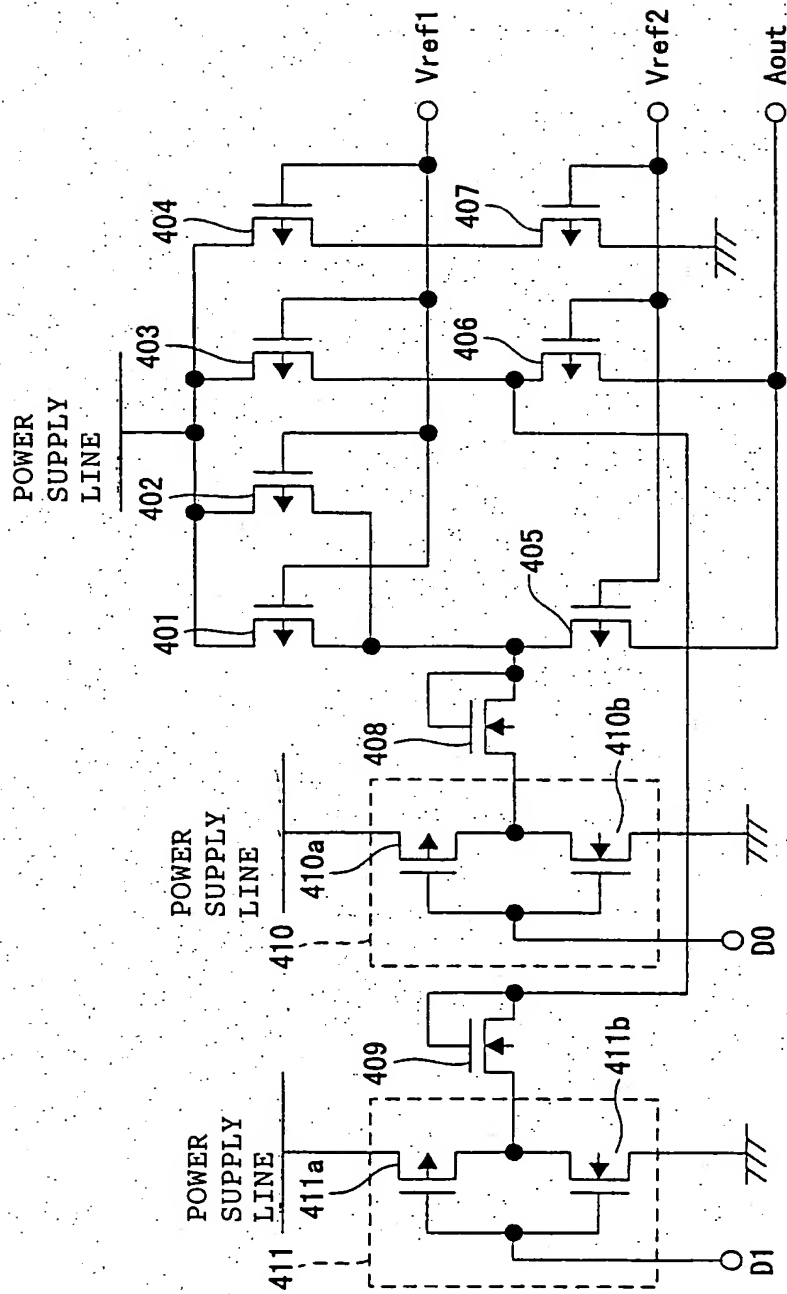 POWER
SUPPLY
LINE
401
402
403
404
Vref1
POWER
SUPPLY
LINE
408
405
406
407
Vref2
410
410a
410b
D0
Aout
POWER
SUPPLY
LINE
409
411
411a
411b
D1